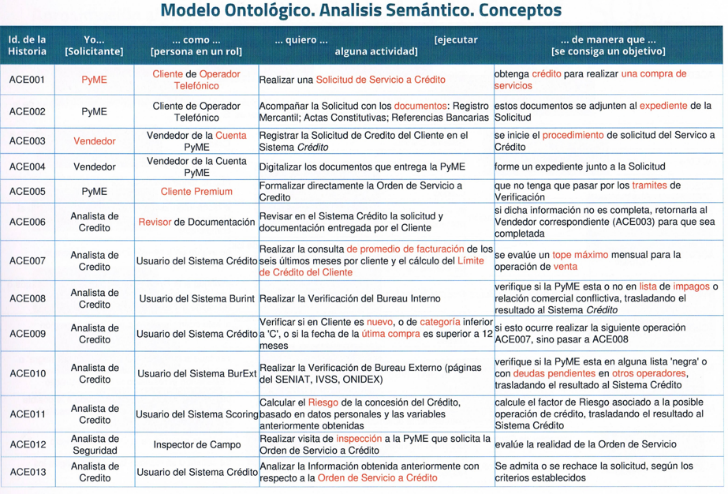 Modelo Ontológico. Analisis Semántico. Conceptos
Id. de la Historia
Yo... [Solicitante]
... como ... [persona en un rol]
... quiero ... [ejecutar alguna actividad]
... de manera que ... [se consiga un objetivo]
ACE001
PyME
Cliente de Operador
Telefónico
Realizar una Solicitud de Servicio a Crédito
obtenga crédito para realizar una compra de
servicios
ACE002
PyME
Cliente de Operador
Telefónico
Acompañar la Solicitud con los documentos: Registro
Mercantil; Actas Constitutivas; Referencias Bancarias
estos documentos se adjunten al expediente de la
Solicitud
ACE003
Vendedor
Vendedor de la Cuenta
PyME
Registrar la Solicitud de Credito del Cliente en el
Sistema Crédito
se inicie el procedimiento de solicitud del Servico a
Crédito
ACE004
Vendedor
Vendedor de la Cuenta
PyME
Digitalizar los documentos que entrega la PyME
forme un expediente junto a la Solicitud
ACE005
PyME
Cliente Premium
Formalizar directamente la Orden de Servicio a
Credito
que no tenga que pasar por los tramites de
Verificación
ACE006
Analista de
Credito
Revisor de Documentación
Revisar en el Sistema Crédito la solicitud y
documentación entregada por el Cliente
si dicha información no es completa, retornarla al
Vendedor correspondiente (ACE003) para que sea
completada
ACE007
Analista de
Credito
Usuario del Sistema Crédito
Realizar la consulta de promedio de facturación de los
seis últimos meses por cliente y el cálculo del Límite
de Crédito del Cliente
se evalúe un tope máximo mensual para la
operación de venta
ACE008
Analista de
Credito
Usuario del Sistema Burint
Realizar la Verificación del Bureau Interno
verifique si la PyME esta o no en lista de impagos o
relación comercial conflictiva, trasladando el
resultado al Sistema Crédito
ACE009
Analista de
Credito
Usuario del Sistema Crédito
Verificar si en Cliente es nuevo, o de categoría inferior
a 'C', o si la fecha de la útima compra es superior a 12
meses
si esto ocurre realizar la siguiente operación
ACE007, sino pasar a ACE008
ACE010
Analista de
Credito
Usuario del Sistema BurExt
Realizar la Verificación de Bureau Externo (páginas
del SENIAT, IVSS, ONIDEX)
verifique si la PyME esta en alguna lista 'negra' o
con deudas pendientes en otros operadores,
trasladando el resultado al Sistema Crédito
ACE011
Analista de
Credito
Usuario del Sistema Scoring
Calcular el Riesgo de la concesión del Crédito,
basado en datos personales y las variables
anteriormente obtenidas
calcule el factor de Riesgo asociado a la posible
operación de crédito, trasladando el resultado al
Sistema Crédito
ACE012
Analista de
Seguridad
Inspector de Campo
Realizar visita de inspección a la PyME que solicita la
Orden de Servicio a Crédito
evalúe la realidad de la Orden de Servicio
ACE013
Analista de
Credito
Usuario del Sistema Crédito
Analizar la Información obtenida anteriormente con
respecto a la Orden de Servicio a Crédito
Se admita o se rechace la solicitud, según los
criterios establecidos